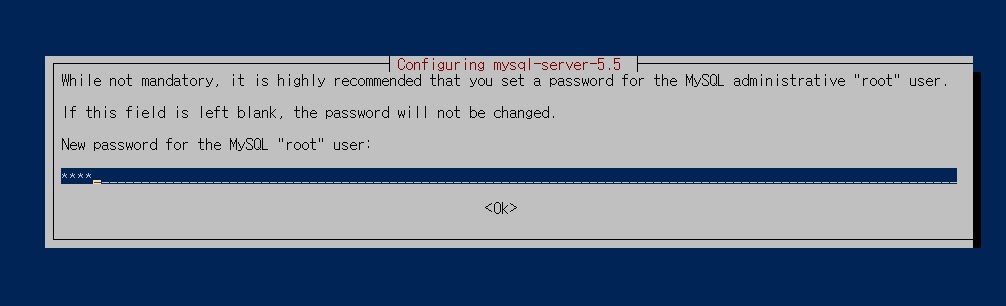 Configuring mysql-server-5.5
While not mandatory, it is highly recommended that you set a password for the MySQL administrative "root" user.
If this field is left blank, the password will not be changed.
New password for the MySQL "root" user:
****
<Ok>